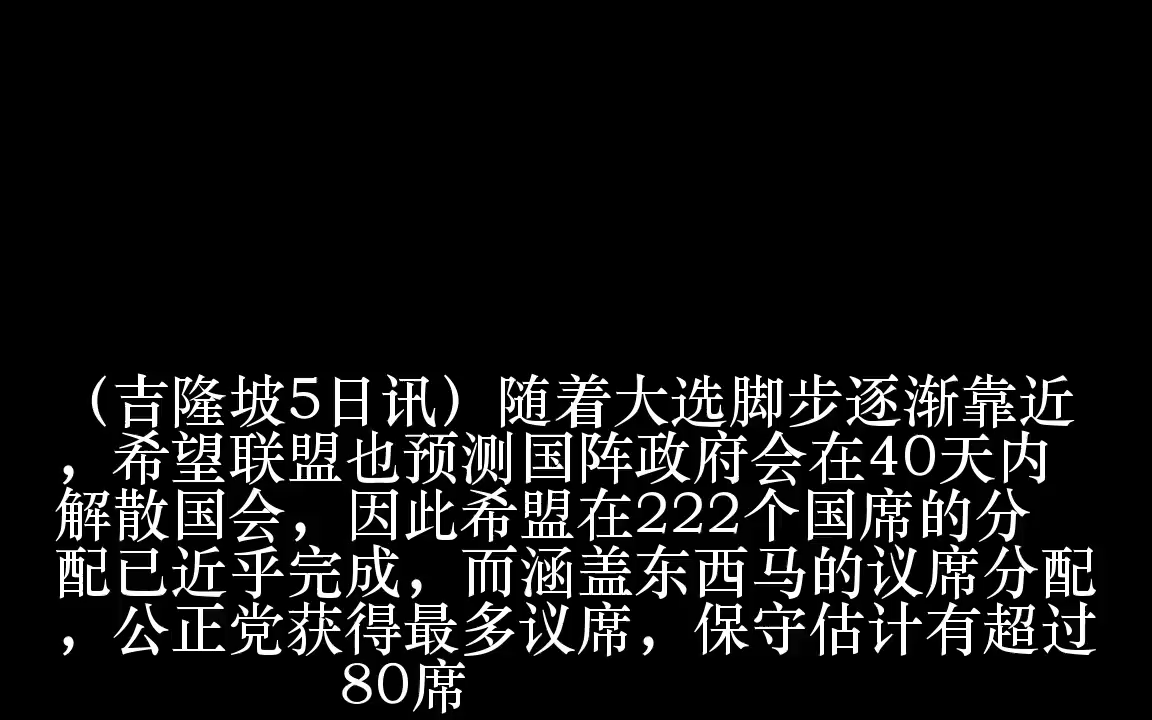 （吉隆坡5日讯）随着大选脚步逐渐靠近
，希望联盟也预测国阵政府会在40天内
解散国会，因此希盟在222个国席的分
配已近乎完成，而涵盖东西马的议席分配
，公正党获得最多议席，保守估计有超过
80席